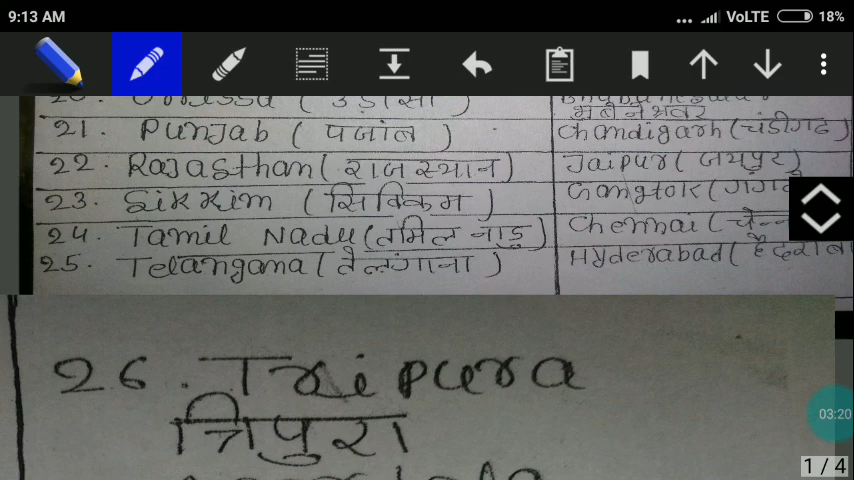 9:13 AM VoLTE 18%
21. Punjab ( पजांब ) Chandigarh (चंडीगढ)
22. Rajasthan ( राजस्थान ) Jaipur ( जयपुर )
23. Sikkim ( सिक्किम )
24. Tamil Nadu (तमिल नाडु) Chennai (
25. Telangana ( तैलंगाना ) Hyderabad (
26. Tripura
त्रिपुरा
03:20
1 / 4